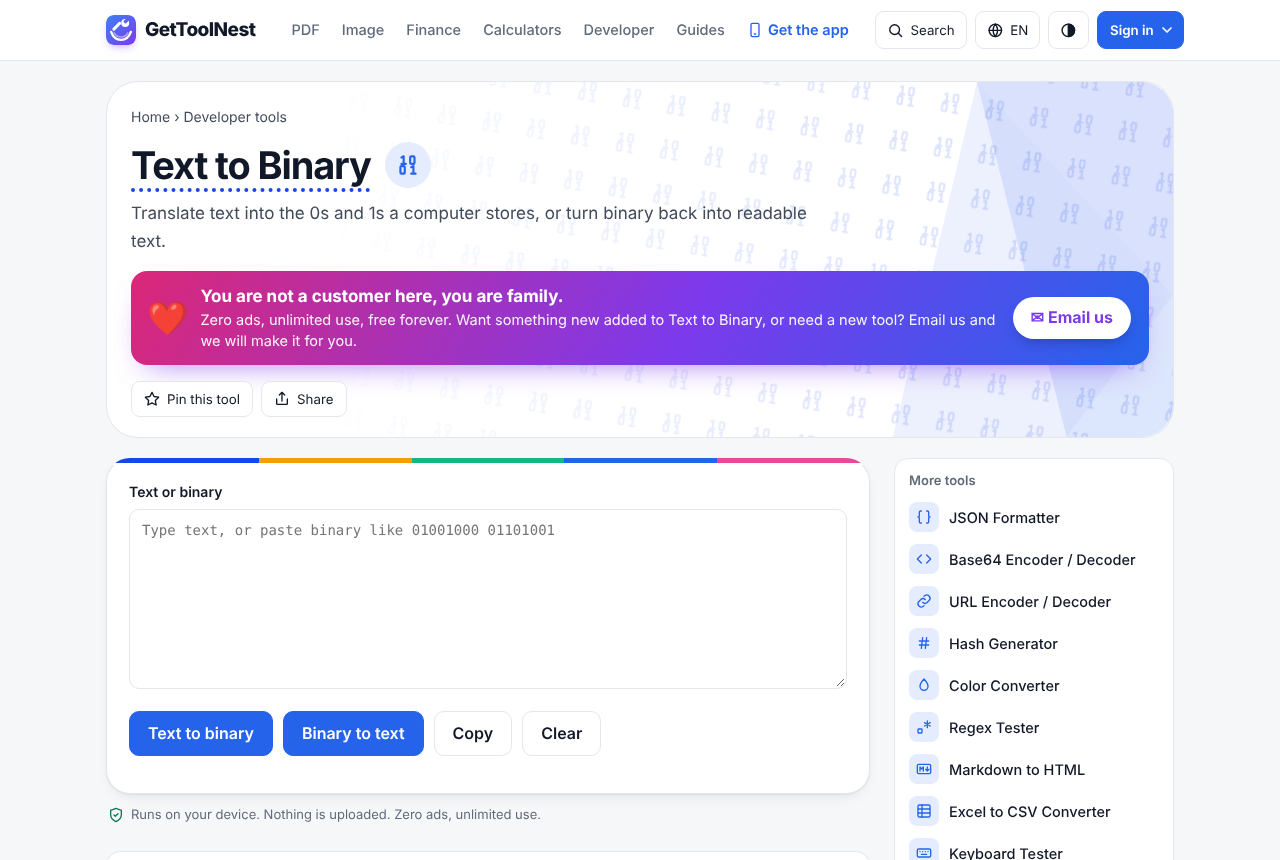 GetToolNest
PDF
Image
Finance
Calculators
Developer
Guides
Get the app
Search
EN
Sign in
Home › Developer tools
Text to Binary
Translate text into the 0s and 1s a computer stores, or turn binary back into readable
text.
You are not a customer here, you are family.
Zero ads, unlimited use, free forever. Want something new added to Text to Binary, or need a new tool? Email us and
we will make it for you.
✉ Email us
Pin this tool
Share
Text or binary
Type text, or paste binary like 01001000 01101001
Text to binary
Binary to text
Copy
Clear
Runs on your device. Nothing is uploaded. Zero ads, unlimited use.
More tools
JSON Formatter
Base64 Encoder / Decoder
URL Encoder / Decoder
Hash Generator
Color Converter
Regex Tester
Markdown to HTML
Excel to CSV Converter
Keyboard Tester